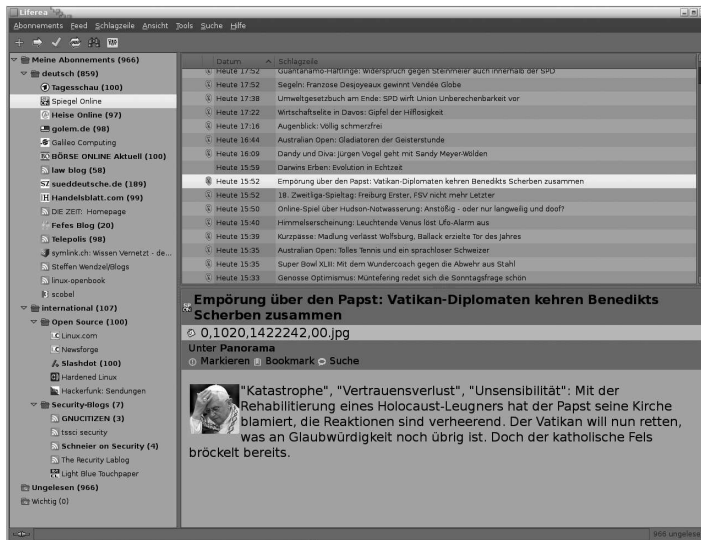 Liferea
Abonnements Feed Schlagzeile Ansicht Tools Suche Hilfe
Meine Abonnements (966)
deutsch (859)
Tagesschau (100)
Spiegel Online
Heise Online (97)
golem.de (98)
Galileo Computing
BÖRSE ONLINE Aktuell (100)
law blog (58)
SZ sueddeutsche.de (189)
Handelsblatt.com (99)
DIE ZEIT: Homepage
Fefes Blog (20)
Telepolis (98)
symlink.ch: Wissen Vernetzt - de...
Steffen Wendzel/Blogs
linux-openbook
scobel
international (107)
Open Source (100)
Linux.com
Newsforge
Slashdot (100)
Hardened Linux
Hackerfunk: Sendungen
Security-Blogs (7)
GNUCITIZEN (3)
tssci security
Schneier on Security (4)
The Recurity Lablog
Light Blue Touchpaper
Ungelesen (966)
Wichtig (0)
Datum Schlagzeile
Heute 17:52 Guantanamo-Häftlinge: Widerspruch gegen Steinmeier auch innerhalb der SPD
Heute 17:52 Segeln: Franzose Desjoyeaux gewinnt Vendée Globe
Heute 17:38 Umweltgesetzbuch am Ende: SPD wirft Union Unberechenbarkeit vor
Heute 17:22 Wirtschaftselite in Davos: Gipfel der Hilflosigkeit
Heute 17:16 Augenblick: Völlig schmerzfrei
Heute 16:44 Australian Open: Gladiatoren der Geisterstunde
Heute 16:09 Dandy und Diva: Jürgen Vogel geht mit Sandy Meyer-Wölden
Heute 15:59 Darwins Erben: Evolution in Echtzeit
Heute 15:52 Empörung über den Papst: Vatikan-Diplomaten kehren Benedikts Scherben zusammen
Heute 15:52 18. Zweitliga-Spieltag: Freiburg Erster, FSV nicht mehr Letzter
Heute 15:50 Online-Spiel über Hudson-Notwasserung: Anstößig - oder nur langweilig und doof?
Heute 15:40 Himmelserscheinung: Leuchtende Venus löst Ufo-Alarm aus
Heute 15:39 Kurzpasse: Madlung verlässt Wolfsburg, Ballack erzielte Tor des Jahres
Heute 15:35 Australian Open: Tolles Tennis und ein sprachloser Schweizer
Heute 15:35 Super Bowl XLIII: Mit dem Wundercoach gegen die Abwehr aus Stahl
Heute 15:33 Genosse Optimismus: Müntefering redet sich die Sonntagsfrage schön
Empörung über den Papst: Vatikan-Diplomaten kehren Benedikts
Scherben zusammen
0,1020,1422242,00.jpg
Unter Panorama
Markieren Bookmark Suche
"Katastrophe", "Vertrauensverlust", "Unsensibilität": Mit der
Rehabilitierung eines Holocaust-Leugners hat der Papst seine Kirche
blamiert, die Reaktionen sind verheerend. Der Vatikan will nun retten,
was an Glaubwürdigkeit noch übrig ist. Doch der katholische Fels
bröckelt bereits.
966 ungelese